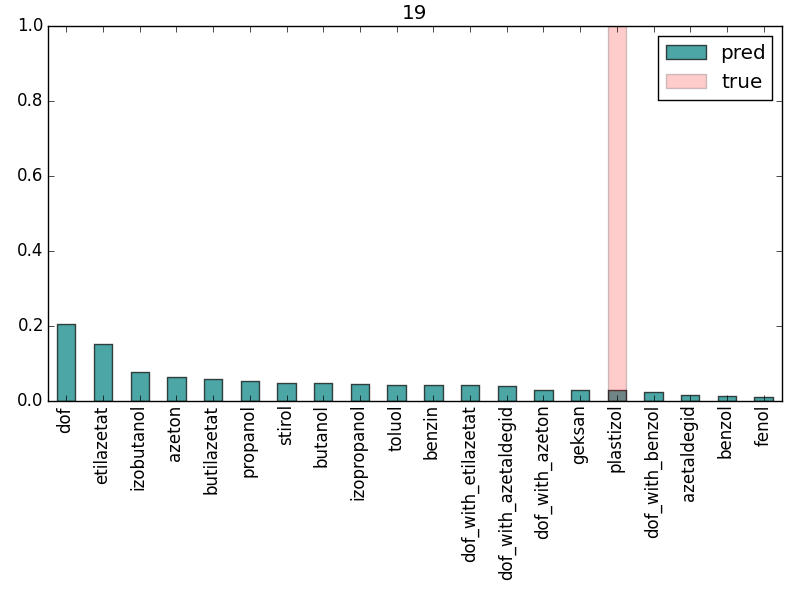 19
1.0
0.8
0.6
0.4
0.2
0.0
pred
true
dof
etilazetat
izobutanol
azeton
butilazetat
propanol
stirol
butanol
izopropanol
toluol
benzin
dof_with_etilazetat
dof_with_azetaldegid
dof_with_azeton
geksan
plastizol
dof_with_benzol
azetaldegid
benzol
fenol